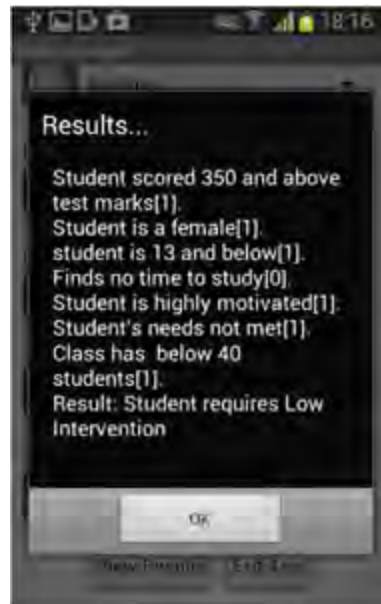 18:16
Results...
Student scored 350 and above
test marks[1].
Student is a female[1].
student is 13 and below[1].
Finds no time to study[0].
Student is highly motivated[1].
Student's needs not met[1].
Class has  below 40
students[1].
Result: Student requires Low
Intervention
OK